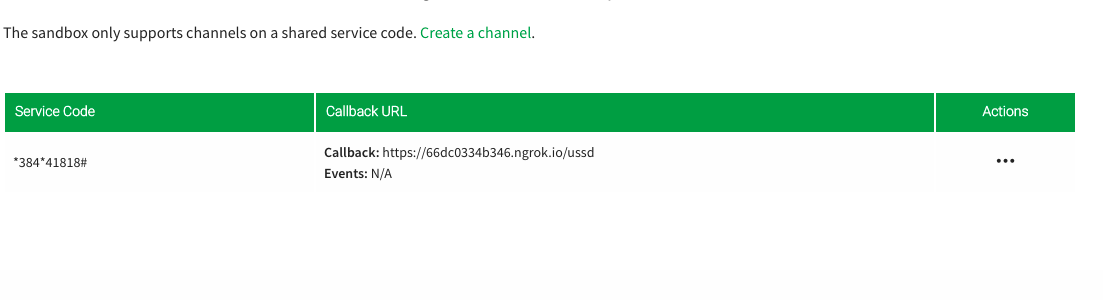 The sandbox only supports channels on a shared service code. Create a channel.
Service Code Callback URL Actions
*384*41818# Callback: https://66dc0334b346.ngrok.io/ussd
Events: N/A